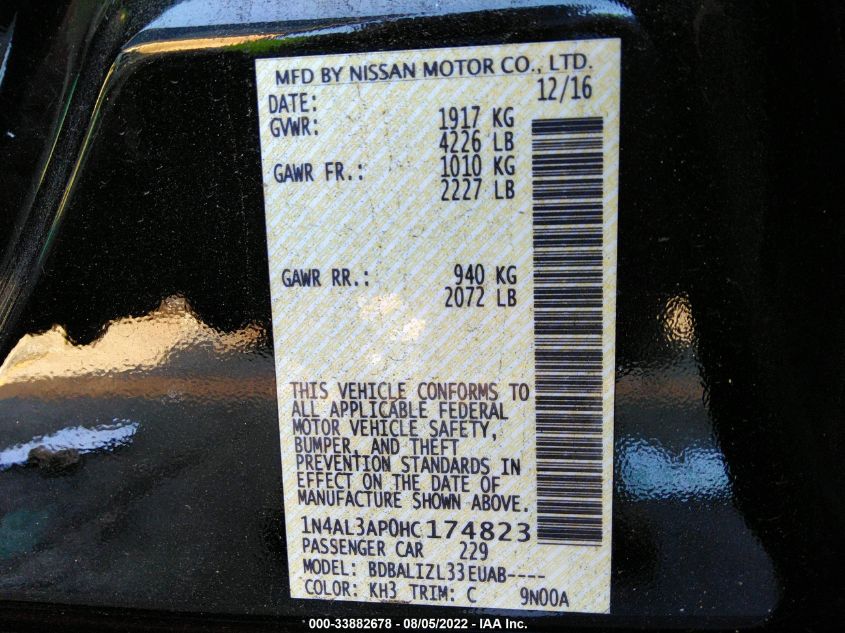 MFD BY NISSAN MOTOR CO., LTD.
DATE: 12/16
GVWR: 1917 KG
4226 LB
GAWR FR.: 1010 KG
2227 LB
GAWR RR.: 940 KG
2072 LB
THIS VEHICLE CONFORMS TO
ALL APPLICABLE FEDERAL
MOTOR VEHICLE SAFETY,
BUMPER, AND THEFT
PREVENTION STANDARDS IN
EFFECT ON THE DATE OF
MANUFACTURE SHOWN ABOVE.
1N4AL3AP0HC174823
PASSENGER CAR 229
MODEL: BDBALIZL33EUAB----
COLOR: KH3 TRIM: C 9N00A
000-33882678 - 08/05/2022 - IAA Inc.